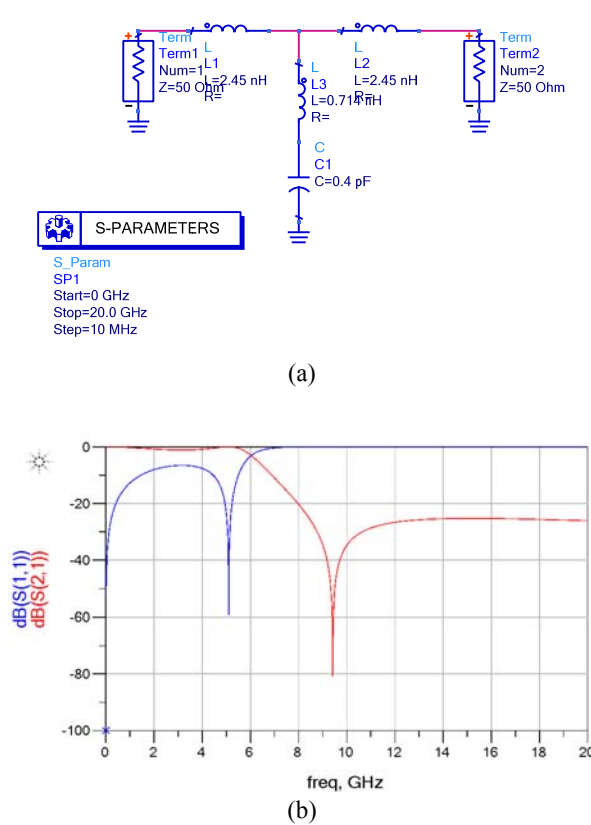 Term
Term1
Num=1
Z=50 Ohm
L
L1
L=2.45 nH
R=
L
L2
L=2.45 nH
R=
Term
Term2
Num=2
Z=50 Ohm
L
L3
L=0.714 nH
R=
C
C1
C=0.4 pF
S-PARAMETERS
S_Param
SP1
Start=0 GHz
Stop=20.0 GHz
Step=10 MHz
(a)
dB(S(1,1))
dB(S(2,1))
0
-20
-40
-60
-80
-100
0 2 4 6 8 10 12 14 16 18 20
freq, GHz
(b)